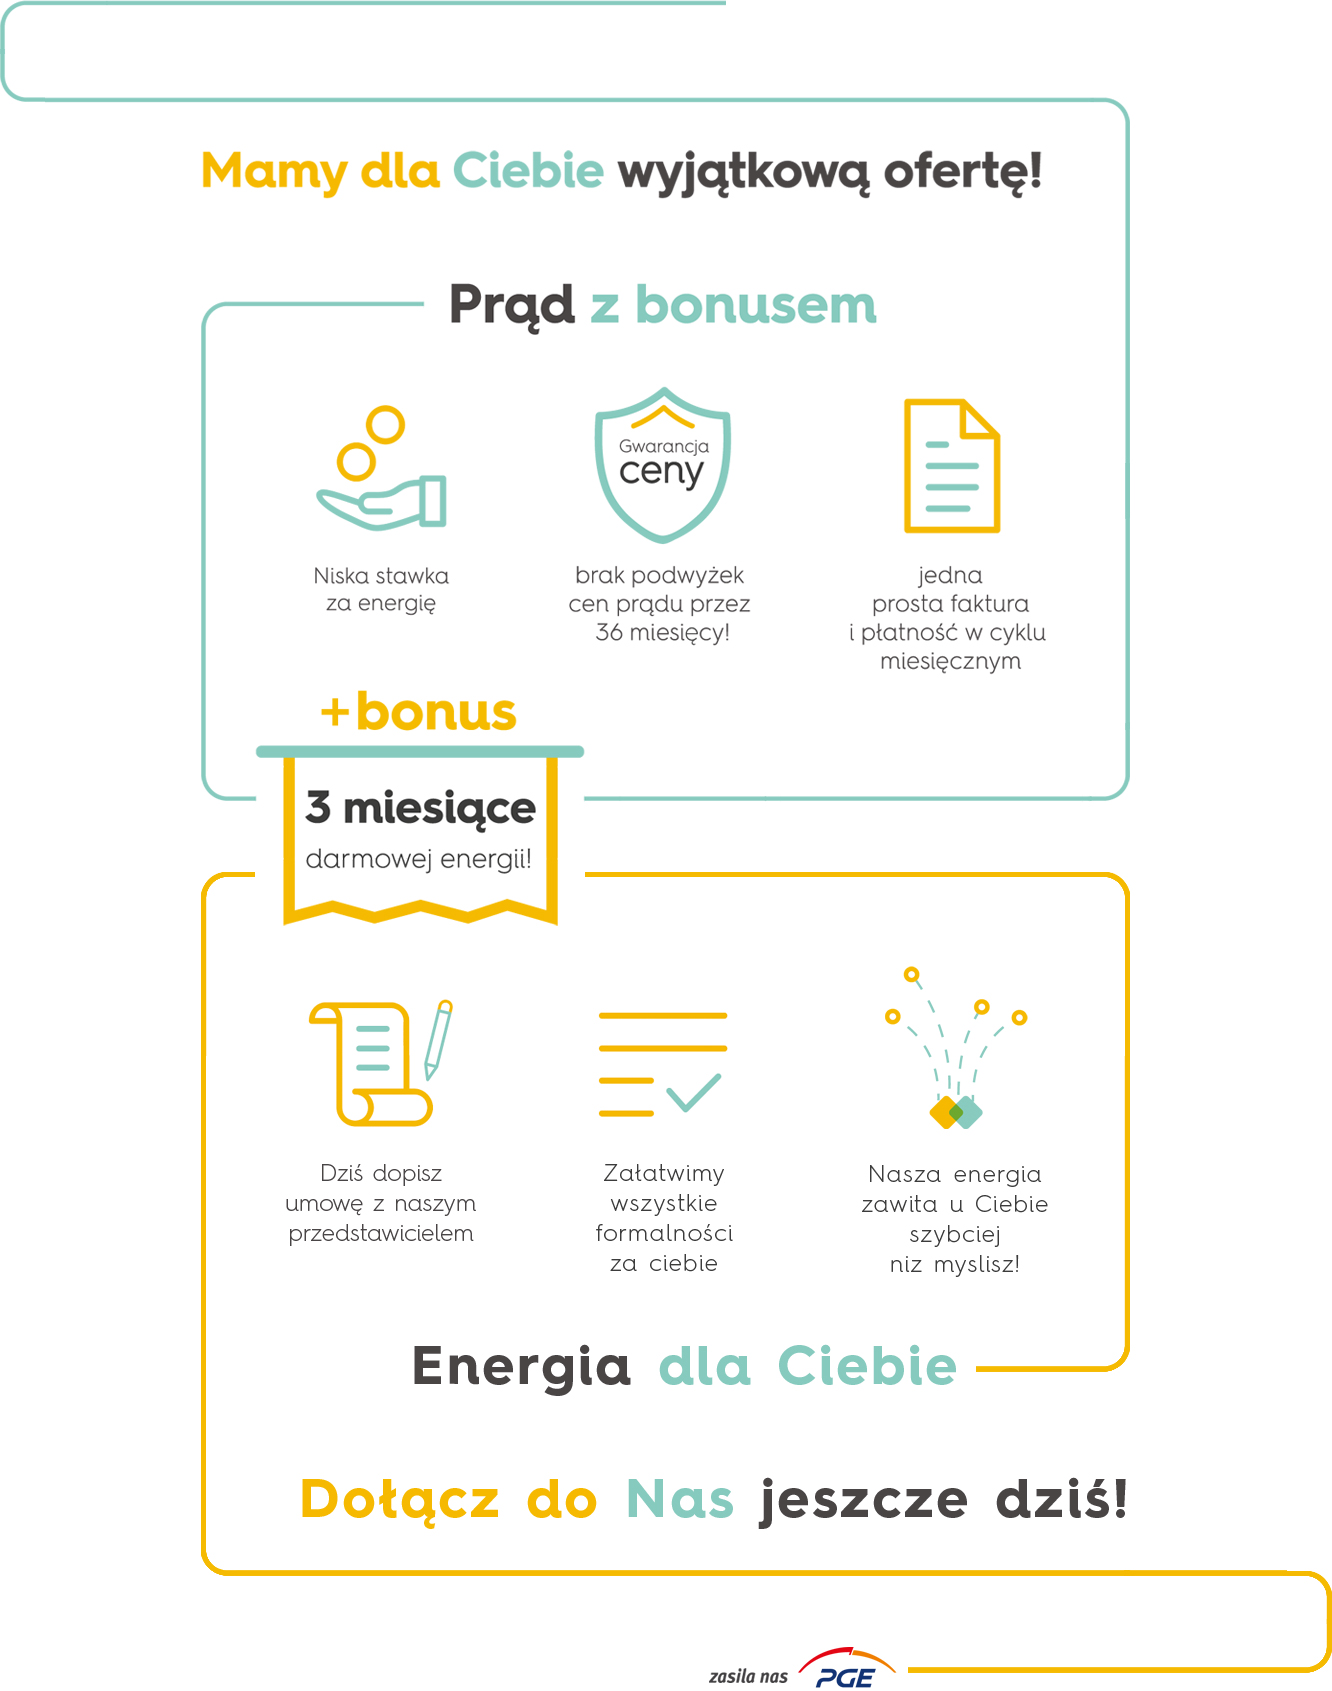 Mamy dla Ciebie wyjątkową ofertę!
Prąd z bonusem
Gwarancja
ceny
Niska stawka
za energię
brak podwyżek
cen prądu przez
36 miesięcy!
jedna
prosta faktura
i płatność w cyklu
miesięcznym
+bonus
3 miesiące
darmowej energii!
Dziś dopisz
umowę z naszym
przedstawicielem
Załatwimy
wszystkie
formalności
za ciebie
Nasza energia
zawita u Ciebie
szybciej
niz myslisz!
Energia dla Ciebie
Dołącz do Nas jeszcze dziś!
zasila nas PGE